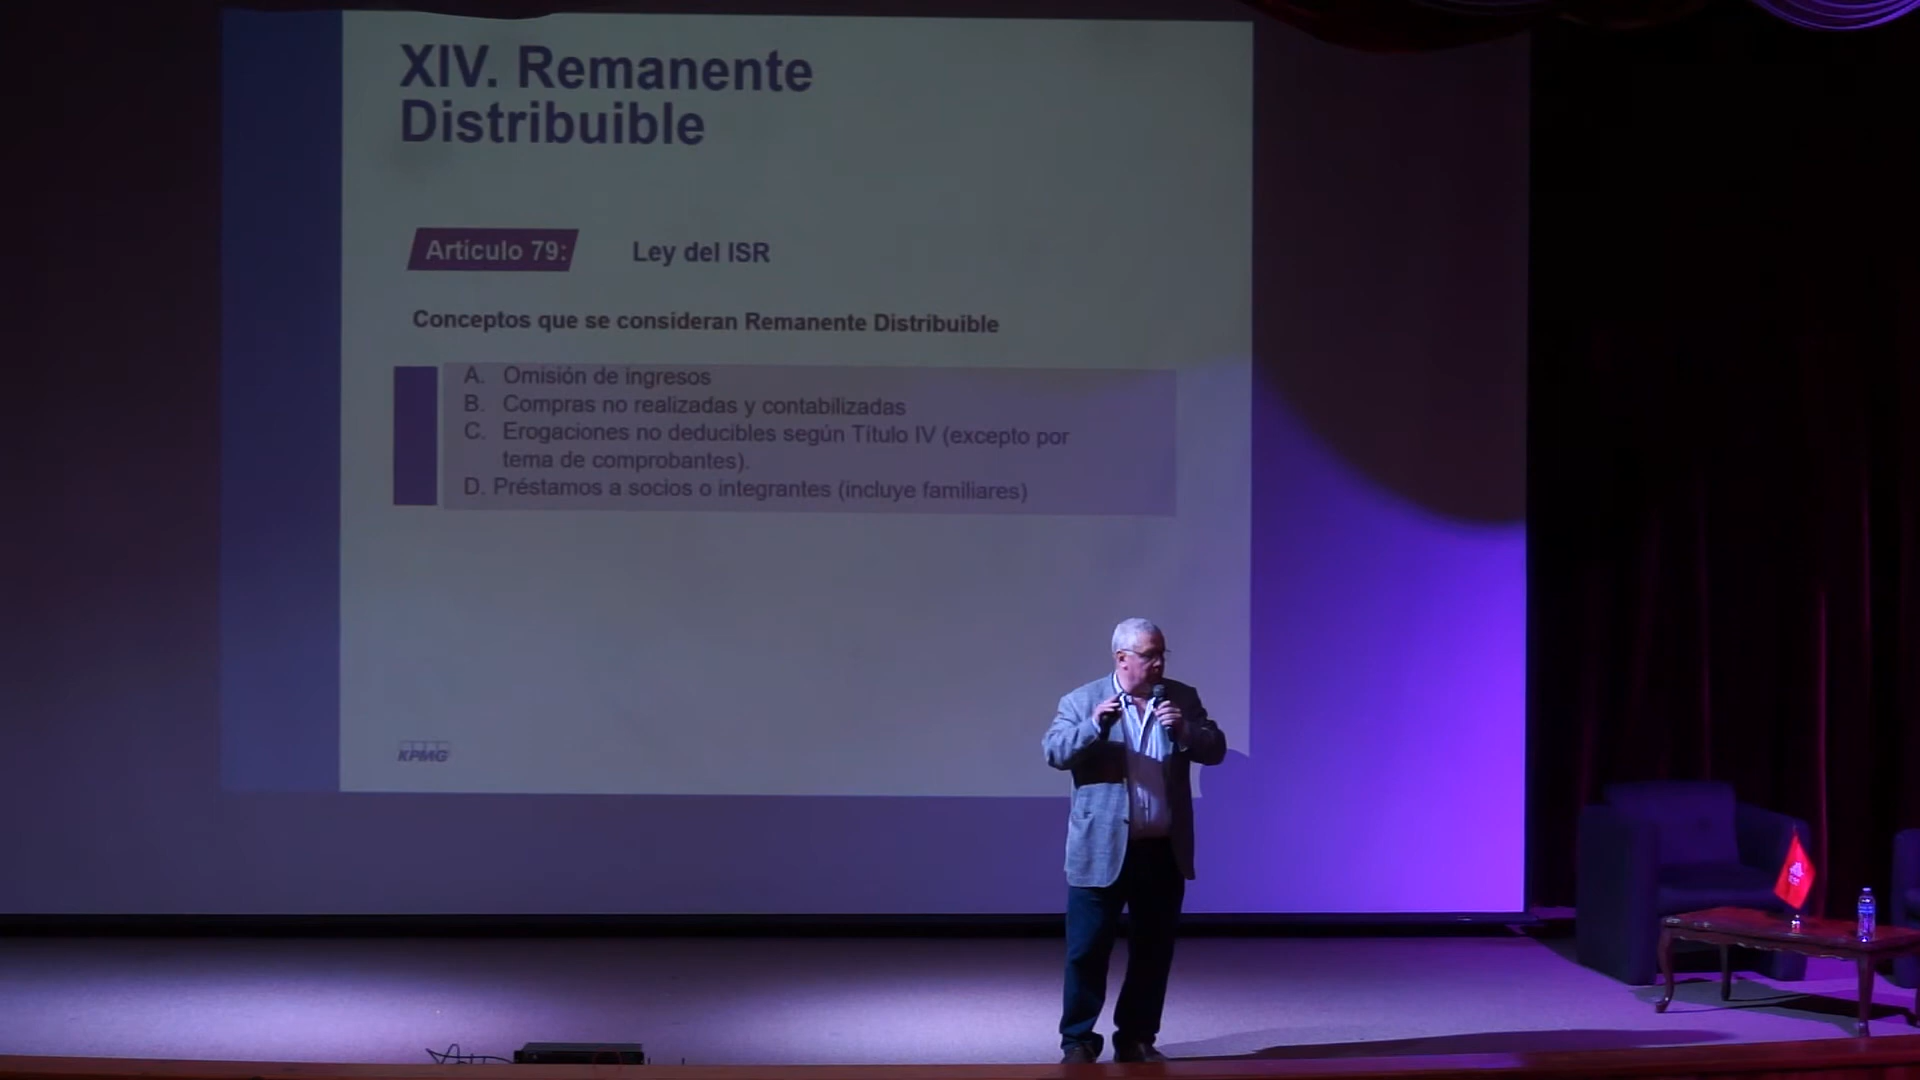 XIV. Remanente
Distribuible
Artículo 79:
Ley del ISR
Conceptos que se consideran Remanente Distribuible
A. Omisión de ingresos
B. Compras no realizadas y contabilizadas
C. Erogaciones no deducibles según Título IV (excepto por
tema de comprobantes).
D. Préstamos a socios o integrantes (incluye familiares)
KPMG